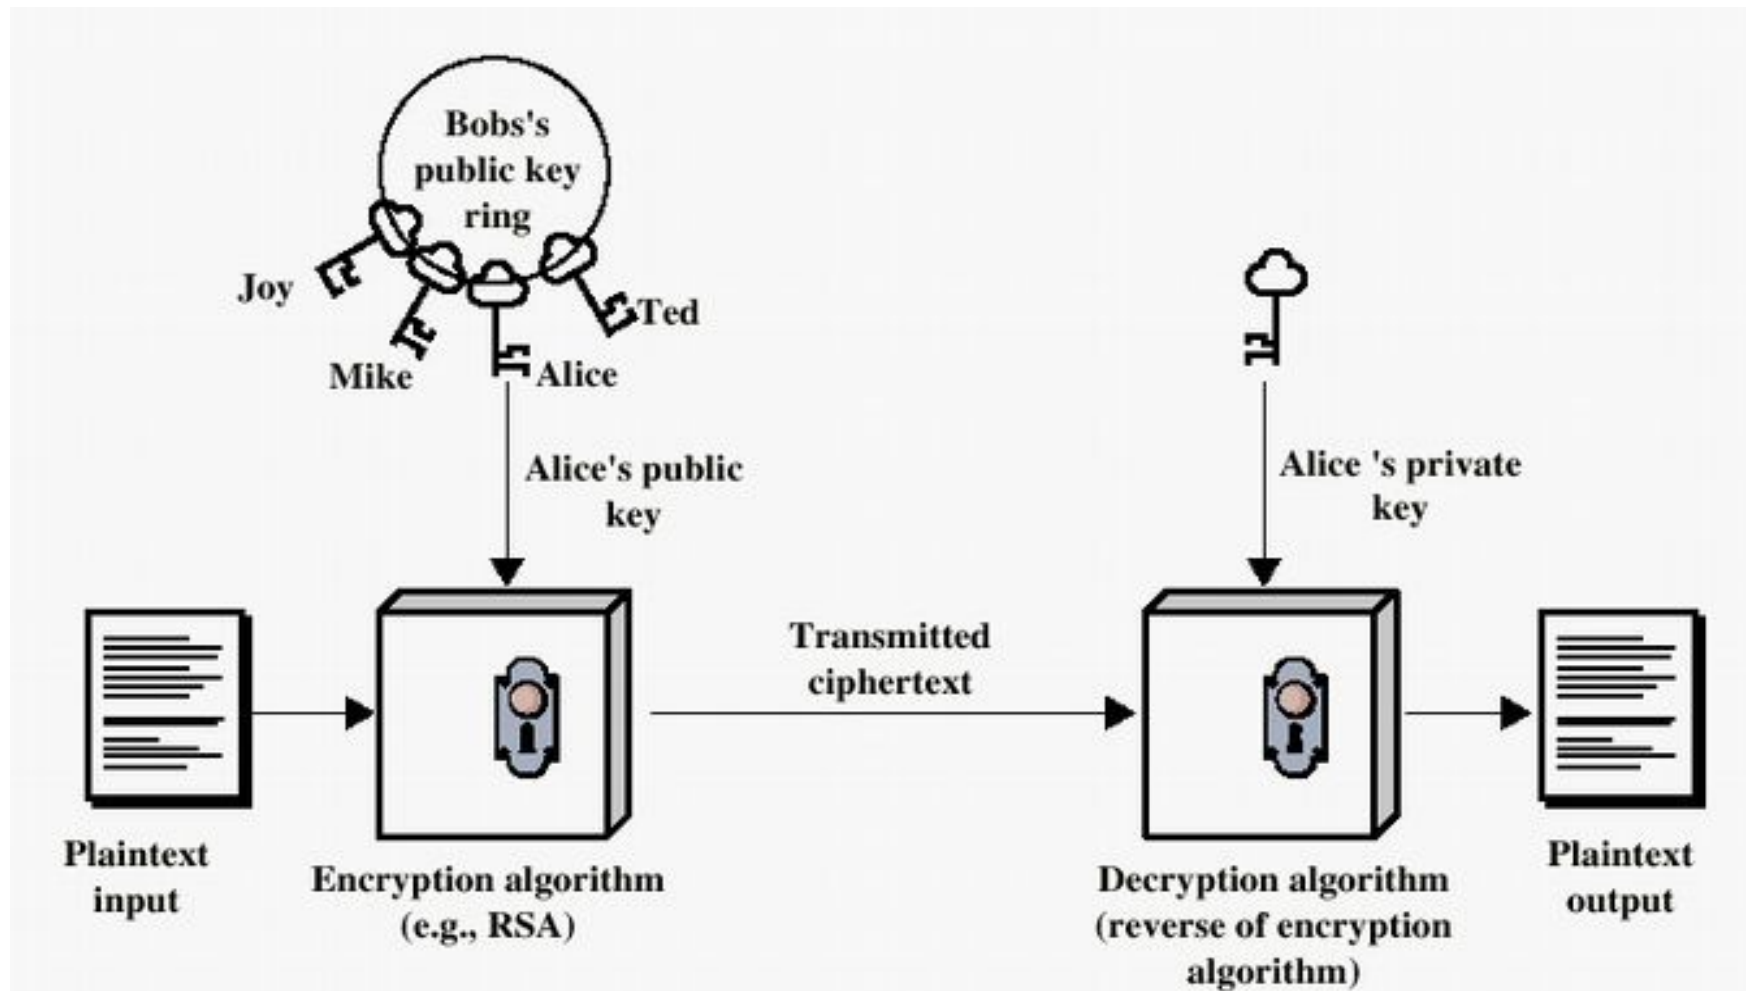 Bobs's
public key
ring
Joy
Ted
Mike
Alice
Alice's public
key
Alice 's private
key
Transmitted
ciphertext
Plaintext
input
Encryption algorithm
(e.g., RSA)
Decryption algorithm
(reverse of encryption
algorithm)
Plaintext
output